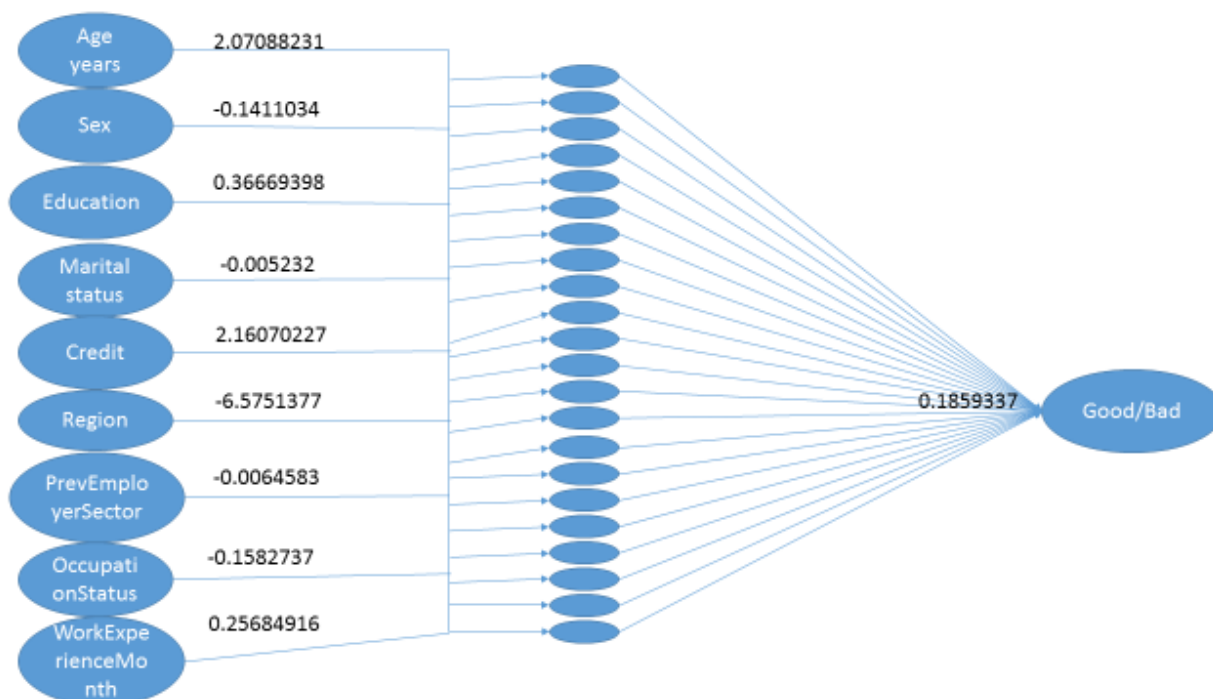 Age
years
2.07088231
Sex
-0.1411034
Education
0.36669398
Marital
status
-0.005232
Credit
2.16070227
Region
-6.5751377
PrevEmplo
yerSector
-0.0064583
Occupati
onStatus
-0.1582737
WorkExpe
rienceMo
nth
0.25684916
0.1859337
Good/Bad